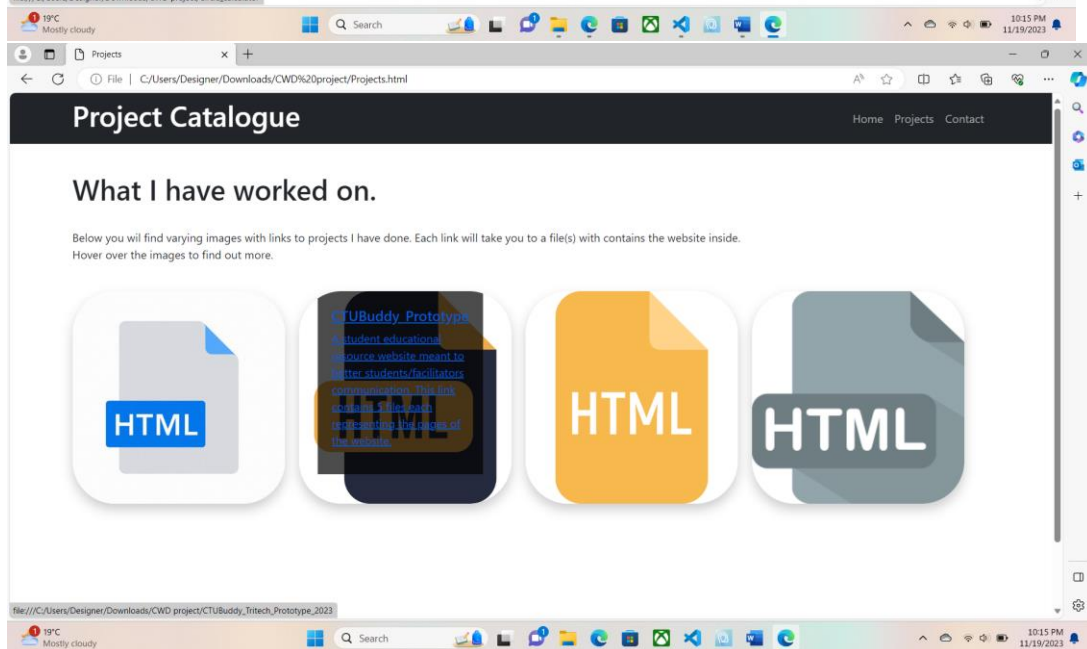 19°C
Mostly cloudy
Search
10:15 PM
11/19/2023
Projects
File | C:/Users/Designer/Downloads/CWD%20project/Projects.html
Project Catalogue
Home Projects Contact
What I have worked on.
Below you wil find varying images with links to projects I have done. Each link will take you to a file(s) with contains the website inside.
Hover over the images to find out more.
HTML
CTUBuddy Prototype
A student educational
resource website meant to
better students/facilitators
communication. This link
contains 5 files each
representing the pages of
the website.
HTML
HTML
HTML
file:///C:/Users/Designer/Downloads/CWD project/CTUBuddy_Tritech_Prototype_2023
1
19°C
Mostly cloudy
Search
10:15 PM
11/19/2023